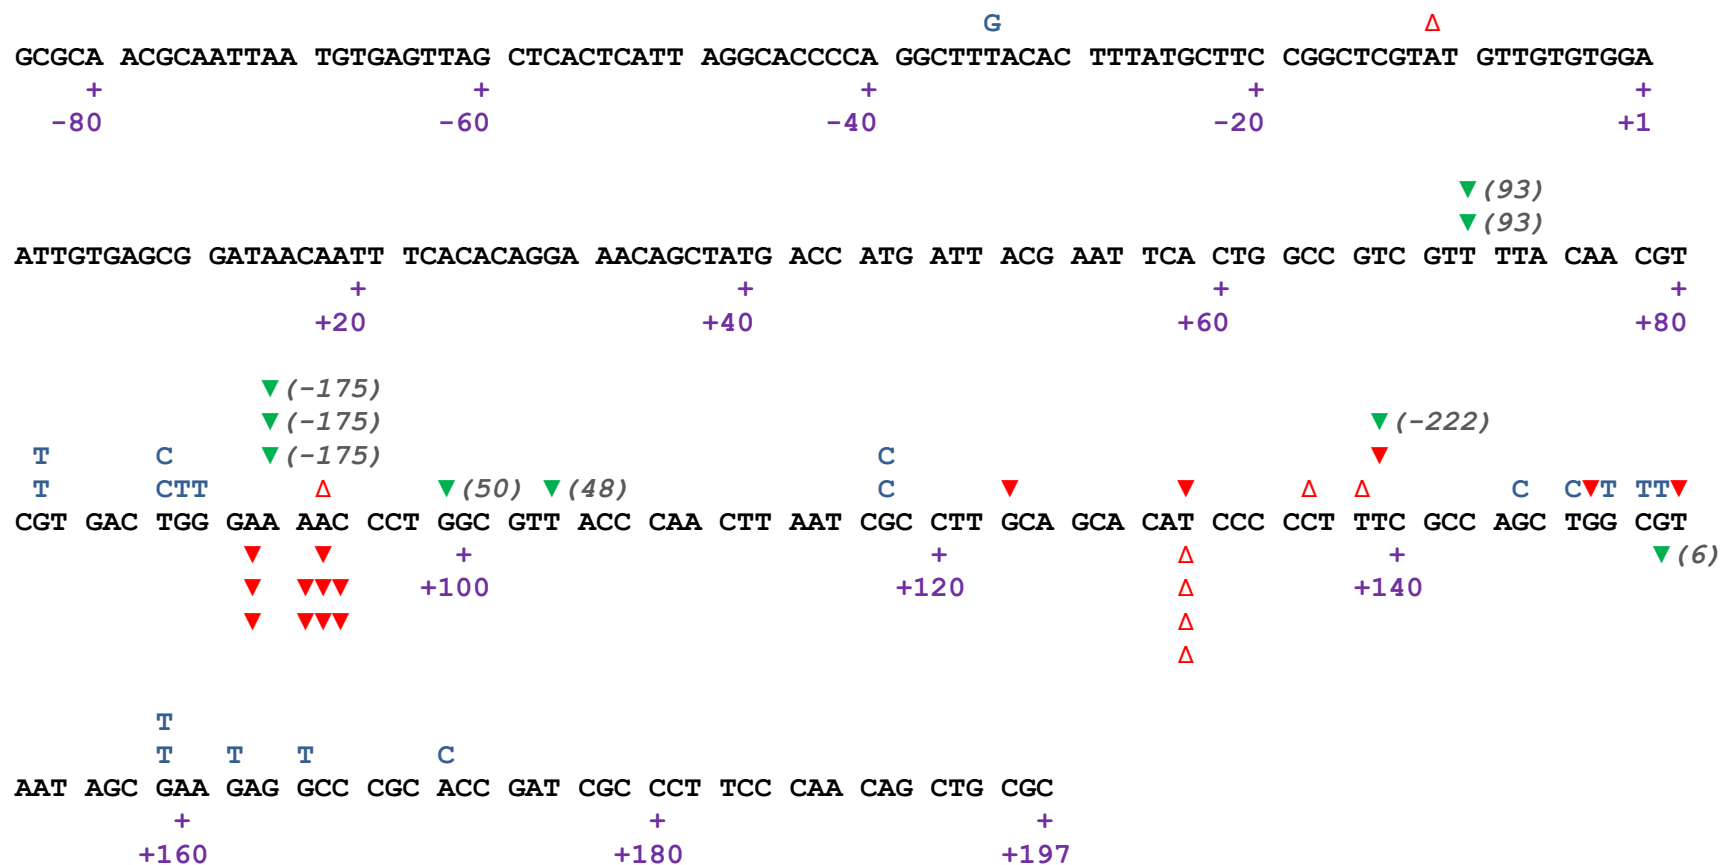 G Δ
GCGCA ACGCAATTAA TGTGAGTTAG CTCACTCATT AGGCACCCCA GGCTTTACAC TTTATGCTTC CGGCTCGTAT GTTGTGTGGA
+ + + + +
-80 -60 -40 -20 +1
▼(93)
▼(93)
ATTGTGAGCG GATAACAATT TCACACAGGA AACAGCTATG ACC ATG ATT ACG AAT TCA CTG GCC GTC GTT TTA CAA CGT
+ + + +
+20 +40 +60 +80
▼(-175)
▼(-175) ▼(-222)
T C ▼(-175) C ▼
T CTT Δ ▼(50) ▼(48) C ▼ ▼ Δ Δ C C▼T TT▼
CGT GAC TGG GAA AAC CCT GGC GTT ACC CAA CTT AAT CGC CTT GCA GCA CAT CCC CCT TTC GCC AGC TGG CGT
▼ ▼ + + Δ + ▼(6)
▼ ▼▼▼ +100 +120 Δ +140
▼ ▼▼▼ Δ
Δ
T
T T T C
AAT AGC GAA GAG GCC CGC ACC GAT CGC CCT TCC CAA CAG CTG CGC
+ + +
+160 +180 +197